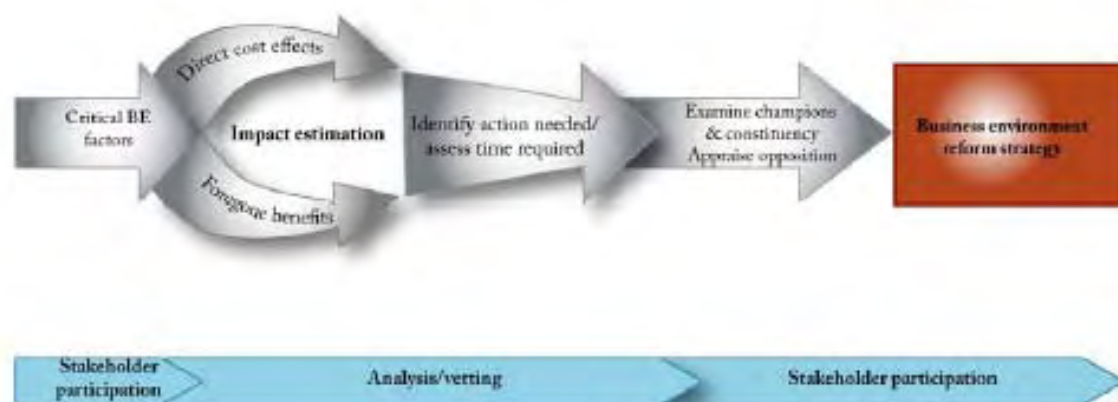 Direct cost effects
Critical BE
factors
Impact estimation
Foregone benefits
Identify action needed/
assess time required
Examine champions
& constituency
Appraise opposition
Business environment
reform strategy
Stakeholder
participation
Analysis/vetting
Stakeholder participation